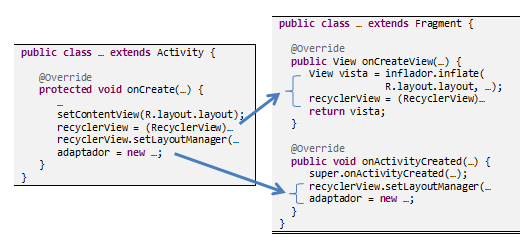 public class … extends Activity {
@Override
protected void onCreate(…) {
…
setContentView(R.layout.layout);
recyclerView = (RecyclerView)…
recyclerView.setLayoutManager(…
adaptador = new …;
}
}
public class … extends Fragment {
@Override
public View onCreateView(…) {
View vista = inflador.inflate(
R.layout.layout, …);
recyclerView = (RecyclerView)…
return vista;
}
@Override
public void onActivityCreated(…) {
super.onActivityCreated(…);
recyclerView.setLayoutManager(…
adaptador = new …;
}
}